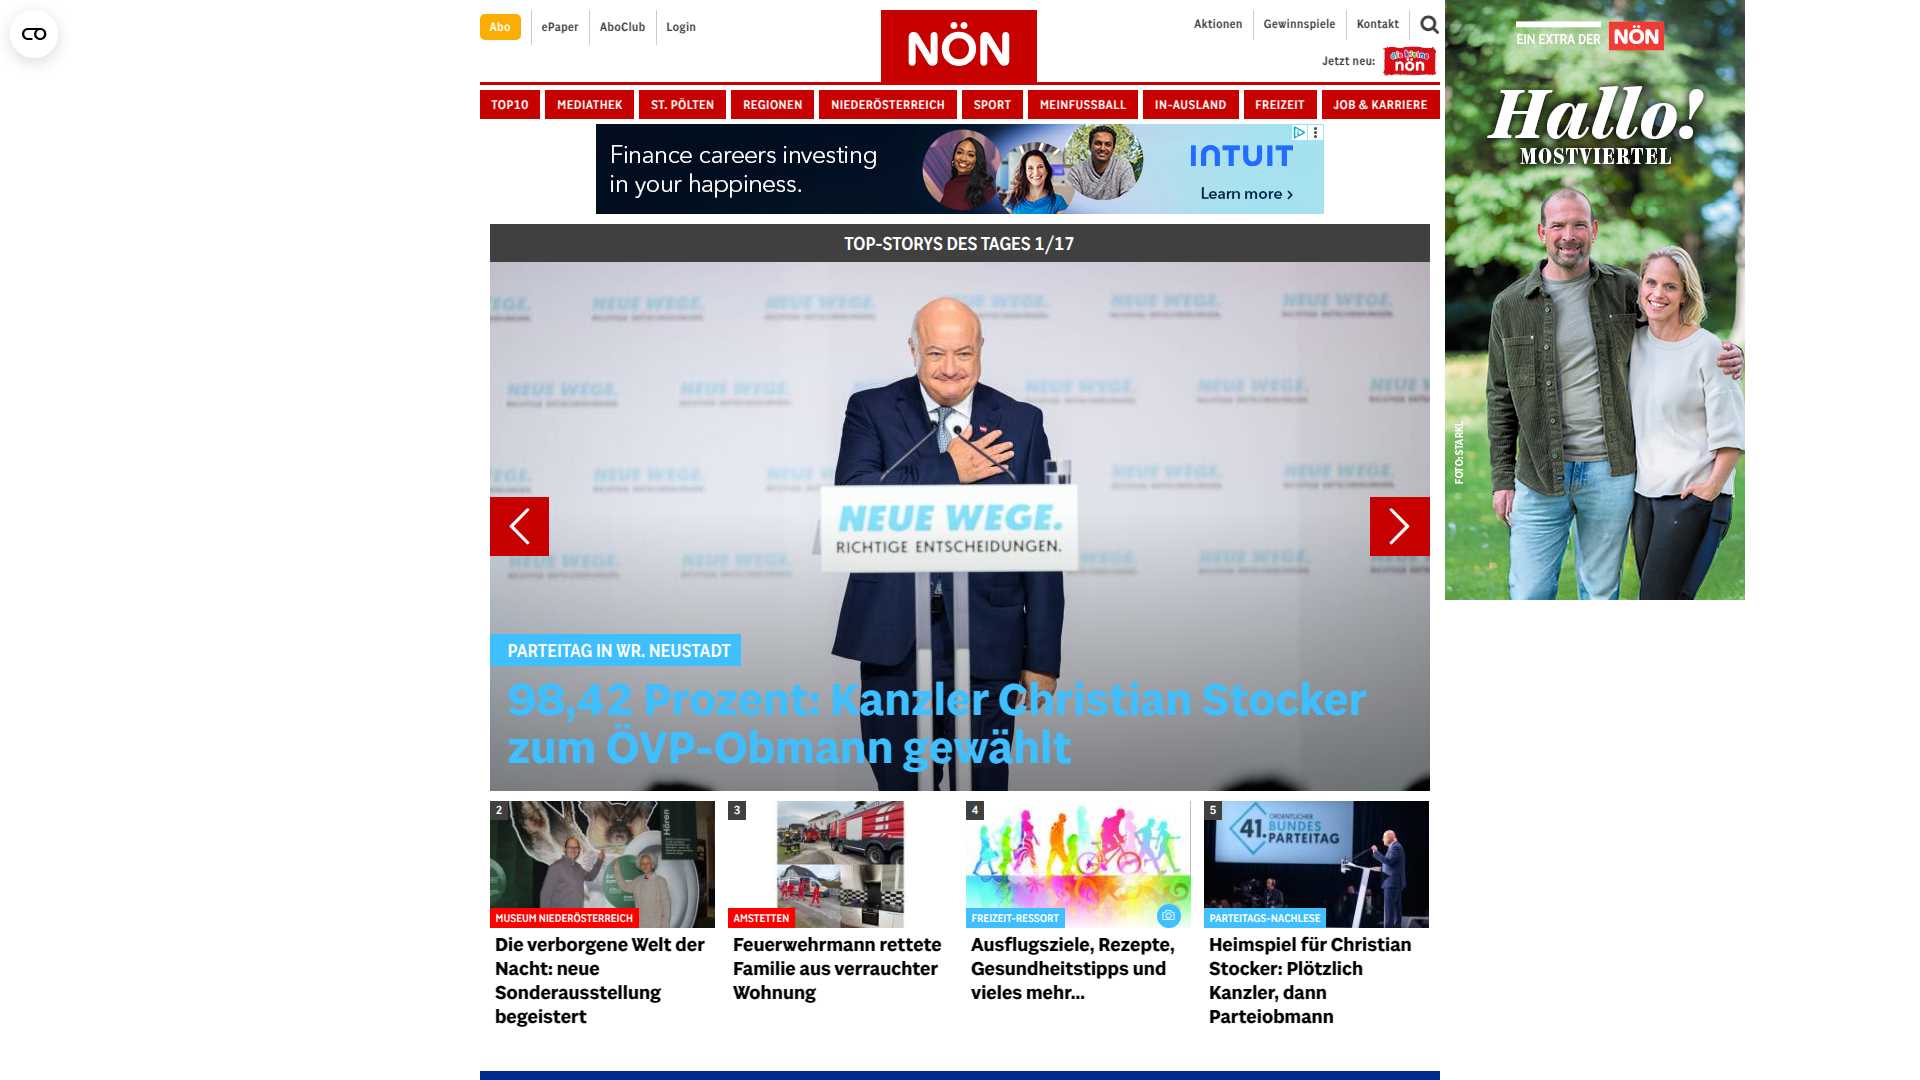 Abo
ePaper
AboClub
Login
NÖN
Aktionen
Gewinnspiele
Kontakt
Jetzt neu:
die kleine
nön
TOP10
MEDIATHEK
ST. PÖLTEN
REGIONEN
NIEDERÖSTERREICH
SPORT
MEINFUSSBALL
IN-AUSLAND
FREIZEIT
JOB & KARRIERE
Finance careers investing
in your happiness.
INTUIT
Learn more >
EIN EXTRA DER NÖN
Hallo!
MOSTVIERTEL
FOTO: STARKL
TOP-STORYS DES TAGES 1/17
NEUE WEGE.
RICHTIGE ENTSCHEIDUNGEN.
PARTEITAG IN WR. NEUSTADT
98,42 Prozent: Kanzler Christian Stocker
zum ÖVP-Obmann gewählt
2
Hören
MUSEUM NIEDERÖSTERREICH
Die verborgene Welt der
Nacht: neue
Sonderausstellung
begeistert
3
AMSTETTEN
Feuerwehrmann rettete
Familie aus verrauchter
Wohnung
4
FREIZEIT-RESSORT
Ausflugsziele, Rezepte,
Gesundheitstipps und
vieles mehr...
5
41. ORDENTLICHER
BUNDES
PARTEITAG
PARTEITAGS-NACHLESE
Heimspiel für Christian
Stocker: Plötzlich
Kanzler, dann
Parteiobmann